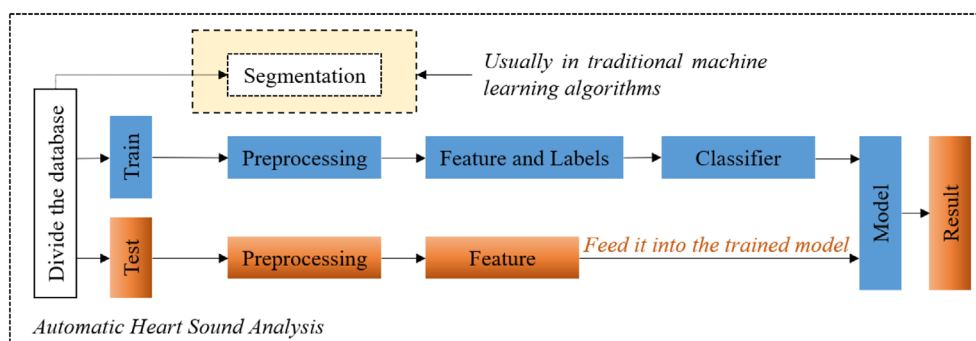 Segmentation
Usually in traditional machine
learning algorithms
Divide the database
Train
Preprocessing
Feature and Labels
Classifier
Model
Result
Test
Preprocessing
Feature
Feed it into the trained model
Automatic Heart Sound Analysis